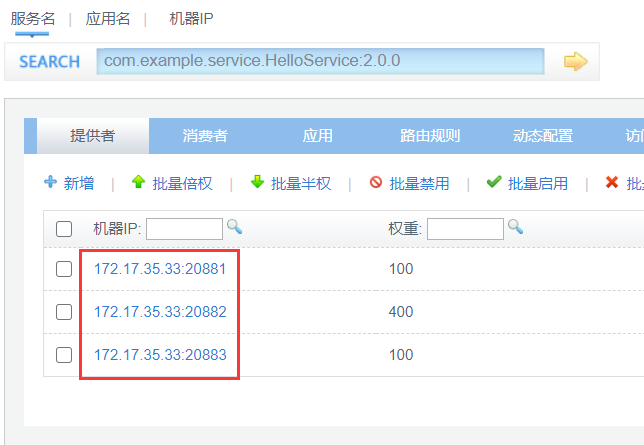 服务名 | 应用名 | 机器IP
SEARCH com.example.service.HelloService:2.0.0
提供者 消费者 应用 路由规则 动态配置 访
新增 | 批量倍权 | 批量半权 | 批量禁用 | 批量启用 | 批
机器IP: 权重:
172.17.35.33:20881 100
172.17.35.33:20882 400
172.17.35.33:20883 100